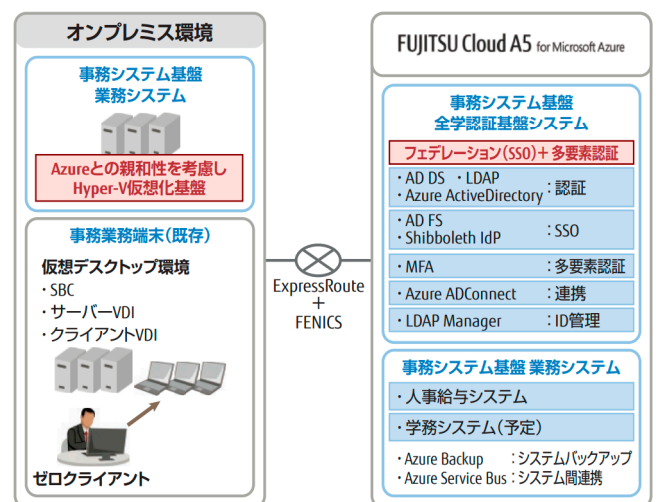 オンプレミス環境
事務システム基盤
業務システム
Azureとの親和性を考慮し
Hyper-V仮想化基盤
事務業務端末（既存）
仮想デスクトップ環境
・SBC
・サーバーVDI
・クライアントVDI
ゼロクライアント
ExpressRoute
+
FENICS
FUJITSU Cloud A5 for Microsoft Azure
事務システム基盤
全学認証基盤システム
フェデレーション（SSO）＋多要素認証
・AD DS ・LDAP
・Azure ActiveDirectory ：認証
・AD FS
・Shibboleth IdP ：SSO
・MFA ：多要素認証
・Azure ADConnect ：連携
・LDAP Manager ：ID管理
事務システム基盤 業務システム
・人事給与システム
・学務システム（予定）
・Azure Backup ：システムバックアップ
・Azure Service Bus：システム間連携